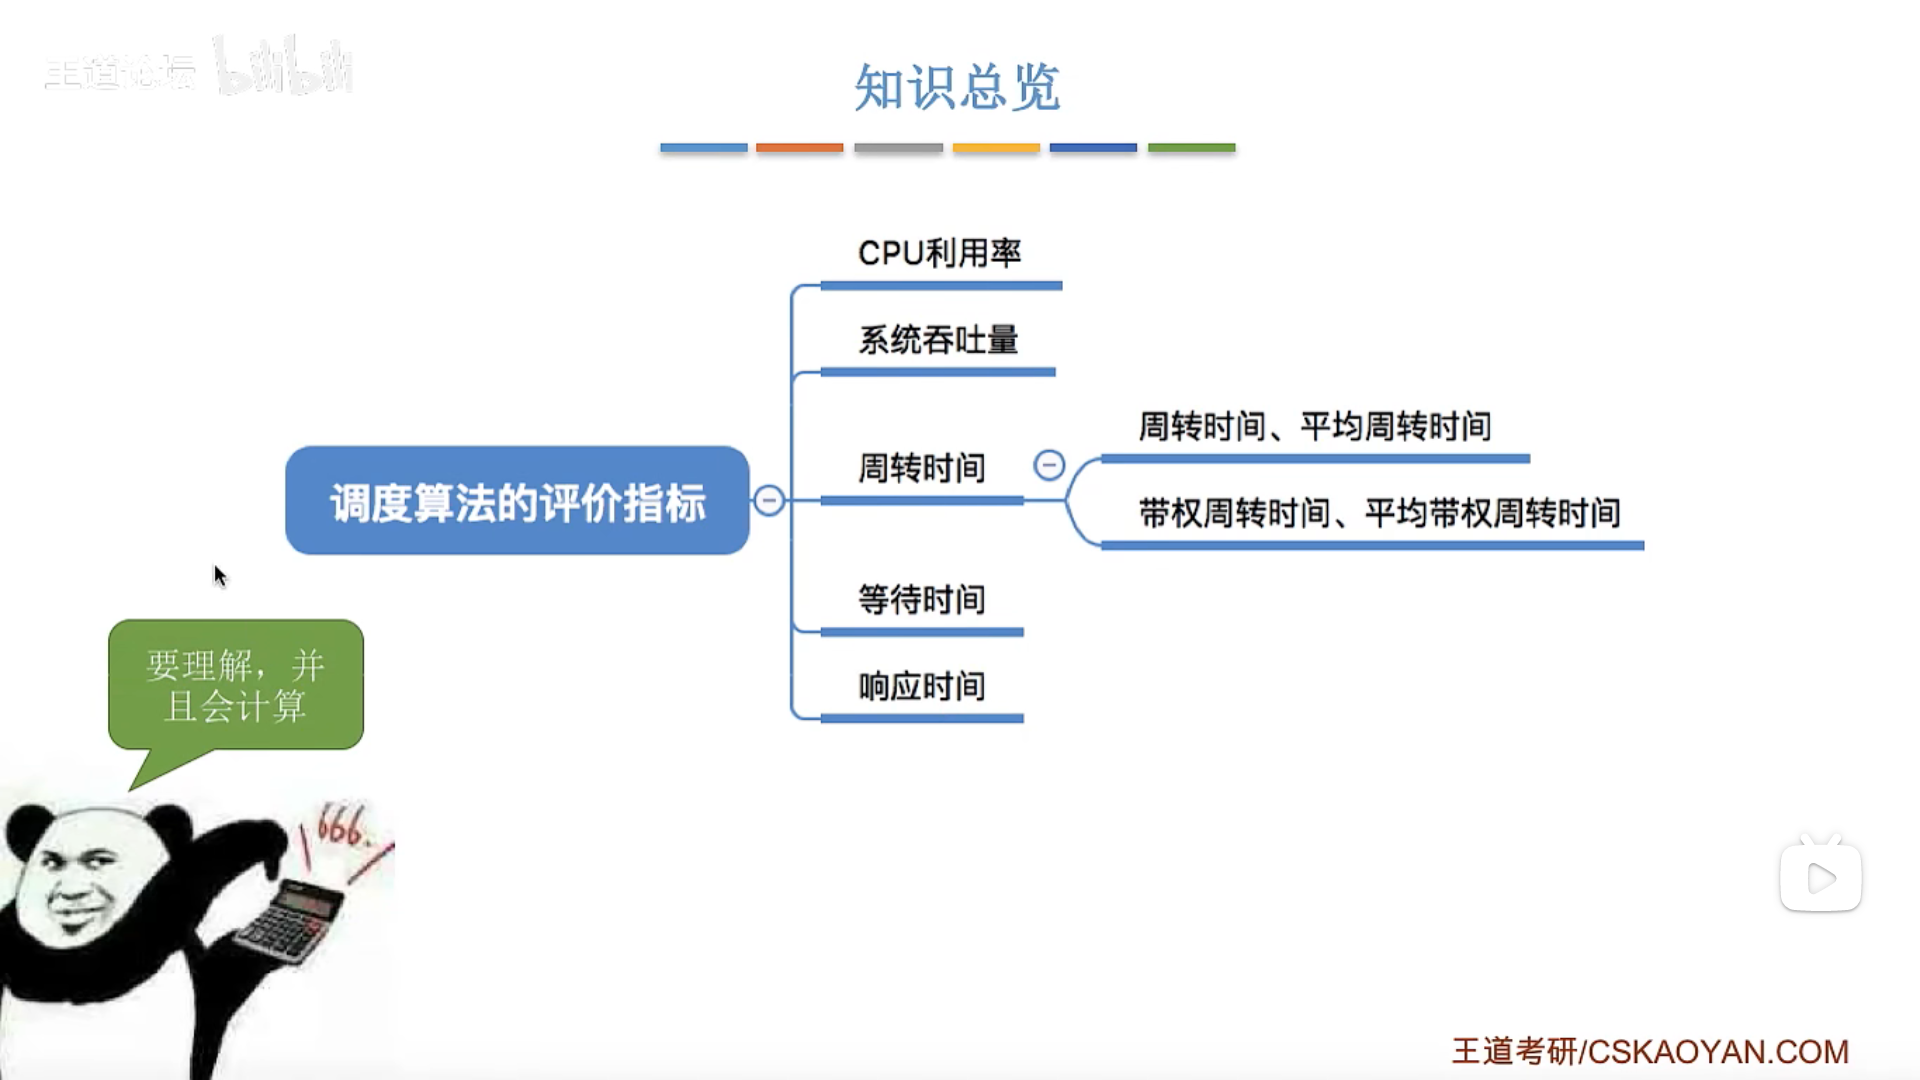 王道论坛 bilibili
知识总览
CPU利用率
系统吞吐量
周转时间、平均周转时间
周转时间
调度算法的评价指标
带权周转时间、平均带权周转时间
等待时间
响应时间
要理解，并
且会计算
666.
王道考研/CSKAOYAN.COM